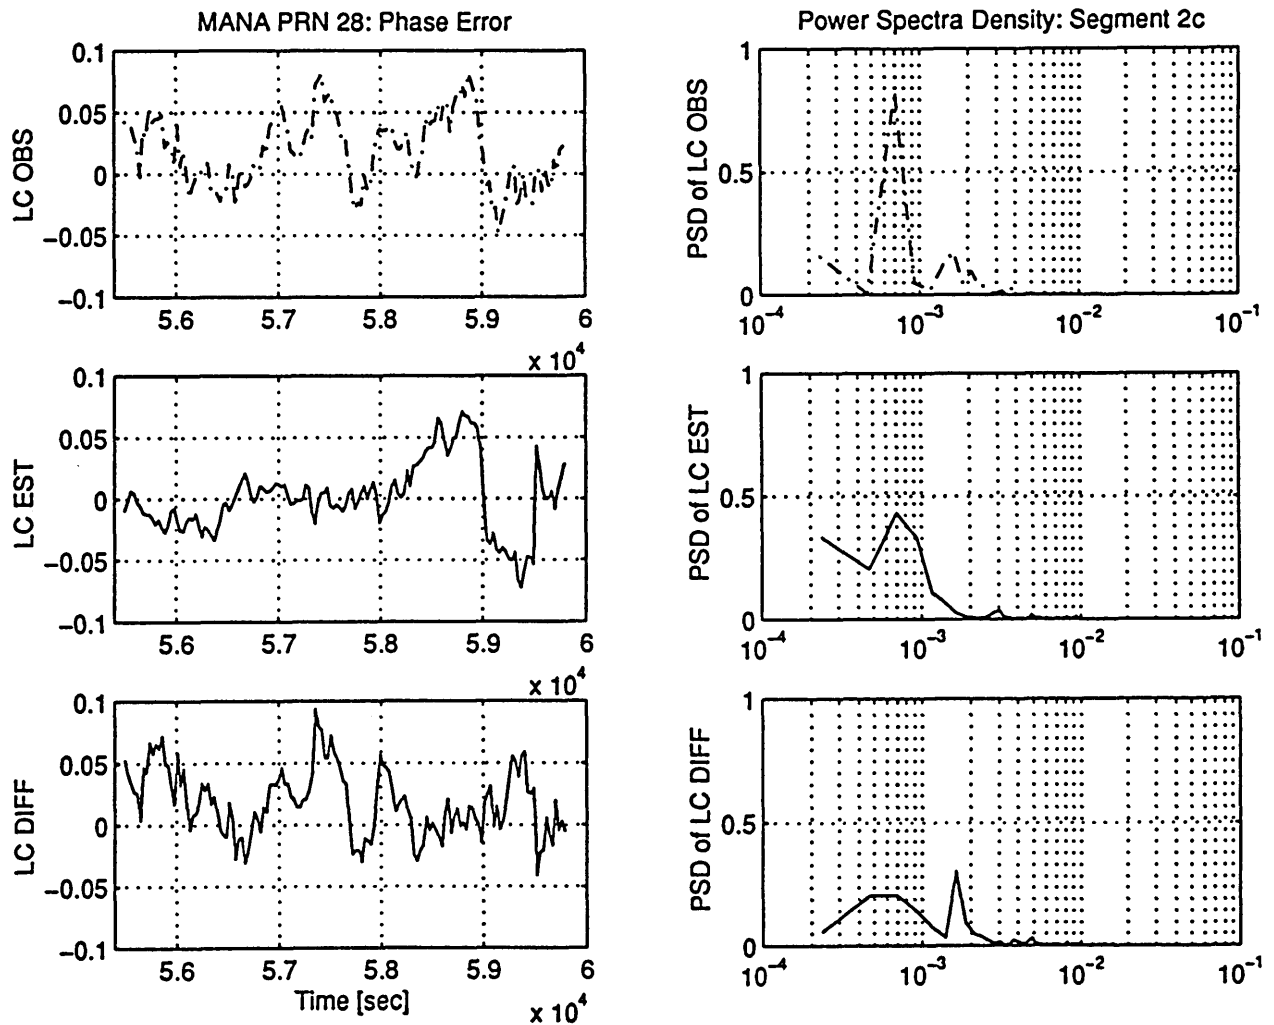 MANA PRN 28: Phase Error
LC OBS
0.1
0.05
0
−0.05
−0.1
5.6 5.7 5.8 5.9 6
x 10^4
Power Spectra Density: Segment 2c
PSD of LC OBS
1
0.5
0
10^−4 10^−3 10^−2 10^−1
LC EST
0.1
0.05
0
−0.05
−0.1
5.6 5.7 5.8 5.9 6
x 10^4
PSD of LC EST
1
0.5
0
10^−4 10^−3 10^−2 10^−1
LC DIFF
0.1
0.05
0
−0.05
−0.1
5.6 5.7 5.8 5.9 6
Time [sec]
x 10^4
PSD of LC DIFF
1
0.5
0
10^−4 10^−3 10^−2 10^−1